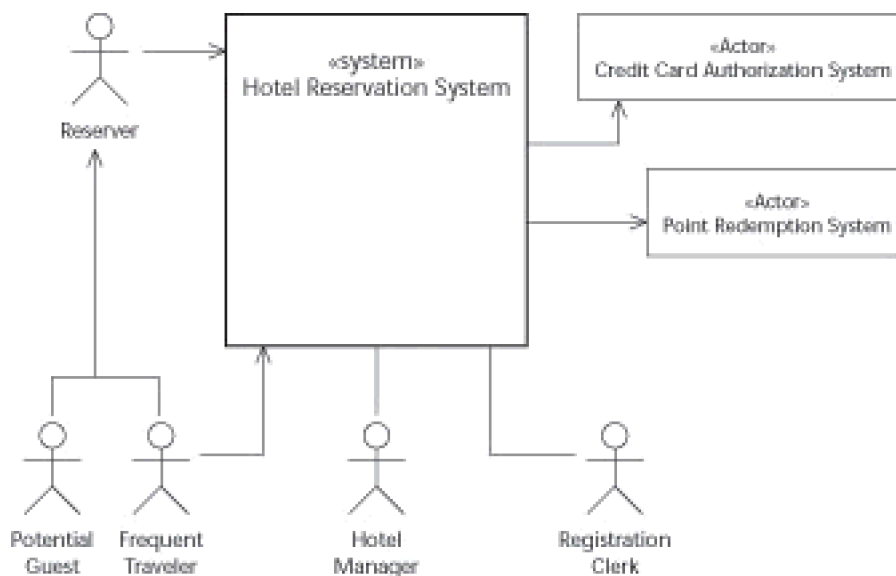 «system»
Hotel Reservation System
«Actor»
Credit Card Authorization System
Reserver
«Actor»
Point Redemption System
Potential
Guest
Frequent
Traveler
Hotel
Manager
Registration
Clerk